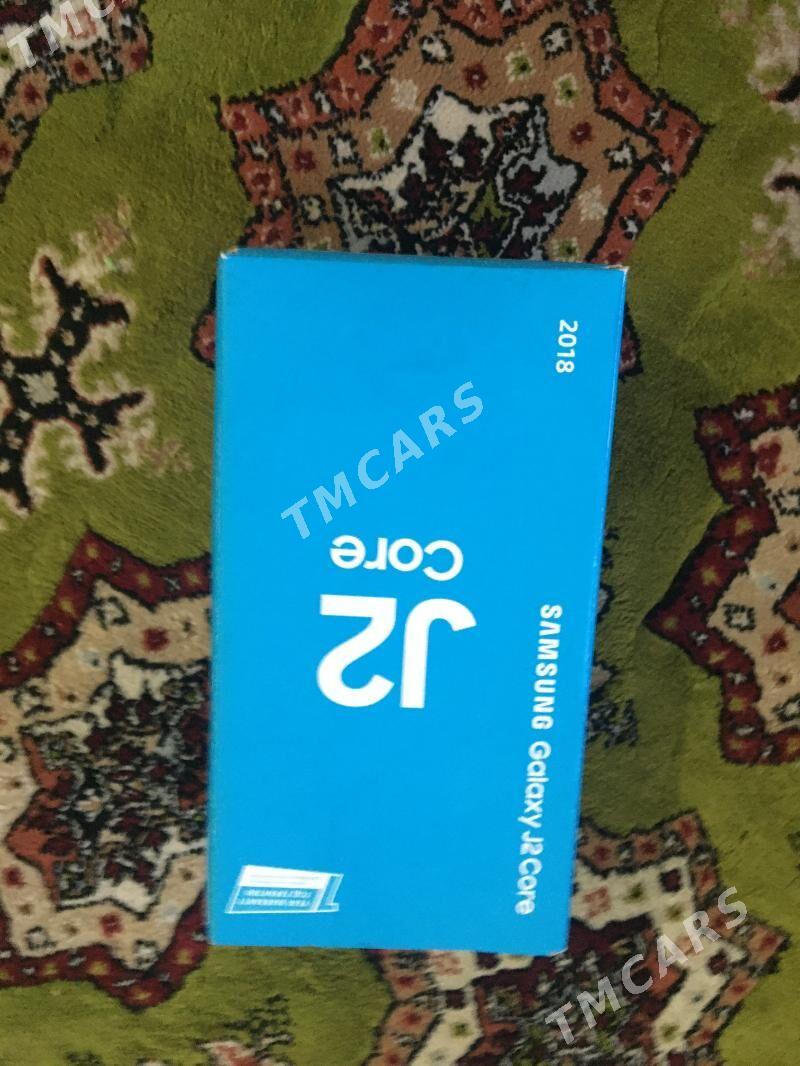 TMCARS
2018
TMCARS
J2
Core
SAMSUNG Galaxy J2 Core
TMCARS